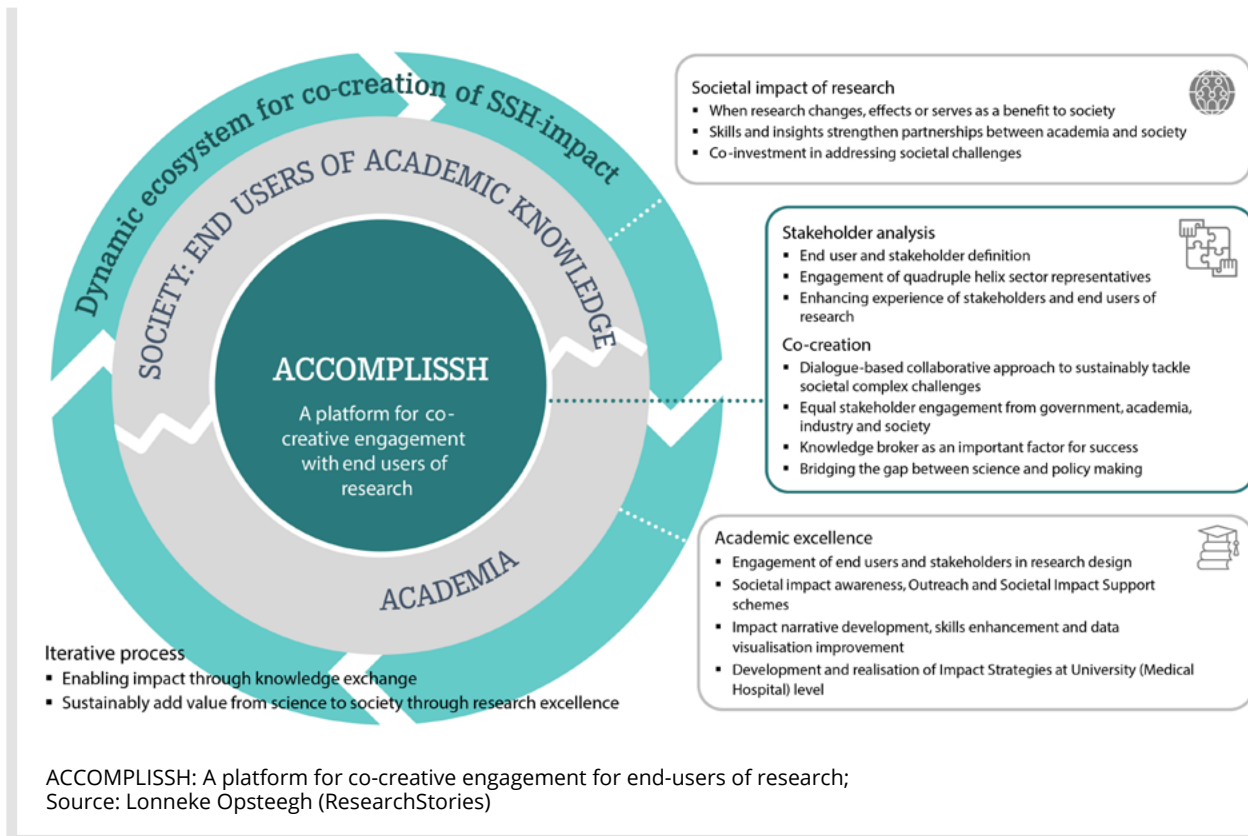 Dynamic ecosystem for co-creation of SSH-impact
SOCIETY: END USERS OF ACADEMIC KNOWLEDGE
ACCOMPLISSH
A platform for co-
creative engagement
with end users of
research
ACADEMIA
Iterative process
▪ Enabling impact through knowledge exchange
▪ Sustainably add value from science to society through research excellence
Societal impact of research
▪ When research changes, effects or serves as a benefit to society
▪ Skills and insights strengthen partnerships between academia and society
▪ Co-investment in addressing societal challenges
Stakeholder analysis
▪ End user and stakeholder definition
▪ Engagement of quadruple helix sector representatives
▪ Enhancing experience of stakeholders and end users of
research
Co-creation
▪ Dialogue-based collaborative approach to sustainably tackle
societal complex challenges
▪ Equal stakeholder engagement from government, academia,
industry and society
▪ Knowledge broker as an important factor for success
▪ Bridging the gap between science and policy making
Academic excellence
▪ Engagement of end users and stakeholders in research design
▪ Societal impact awareness, Outreach and Societal Impact Support
schemes
▪ Impact narrative development, skills enhancement and data
visualisation improvement
▪ Development and realisation of Impact Strategies at University (Medical
Hospital) level
ACCOMPLISSH: A platform for co-creative engagement for end-users of research;
Source: Lonneke Opsteegh (ResearchStories)